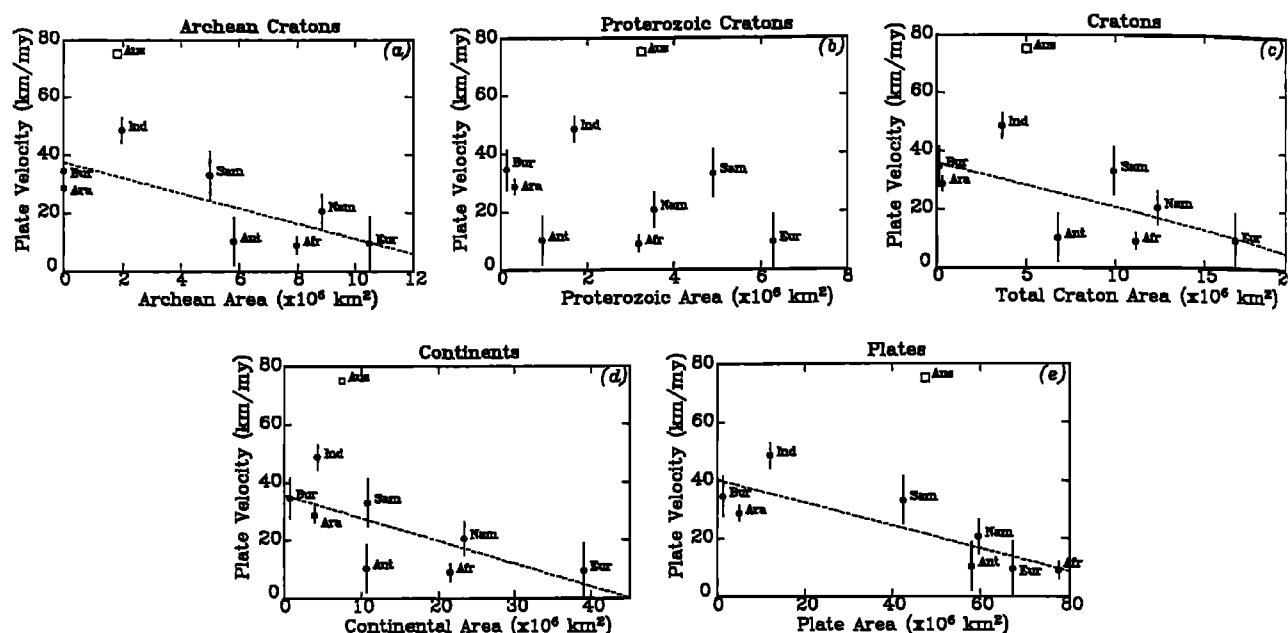 Archean Cratons
(a)
Plate Velocity (km/my)
80
60
40
20
0
Aus
Ind
Bur
Ara
Sam
Ant
Afr
Nam
Eur
0 2 4 6 8 10 12
Archean Area (x10⁶ km²)
Proterozoic Cratons
(b)
Plate Velocity (km/my)
80
60
40
20
0
Aus
Ind
Bur
Ara
Sam
Nam
Ant
Afr
Eur
0 2 4 6 8
Proterozoic Area (x10⁶ km²)
Cratons
(c)
Plate Velocity (km/my)
80
60
40
20
0
Aus
Ind
Bur
Ara
Sam
Nam
Ant
Afr
Eur
0 5 10 15 20
Total Craton Area (x10⁶ km²)
Continents
(d)
Plate Velocity (km/my)
80
60
40
20
0
Aus
Ind
Bur
Ara
Sam
Nam
Ant
Afr
Eur
0 10 20 30 40
Continental Area (x10⁶ km²)
Plates
(e)
Plate Velocity (km/my)
80
60
40
20
0
Aus
Ind
Bur
Ara
Sam
Nam
Ant
Eur
Afr
0 20 40 60 80
Plate Area (x10⁶ km²)